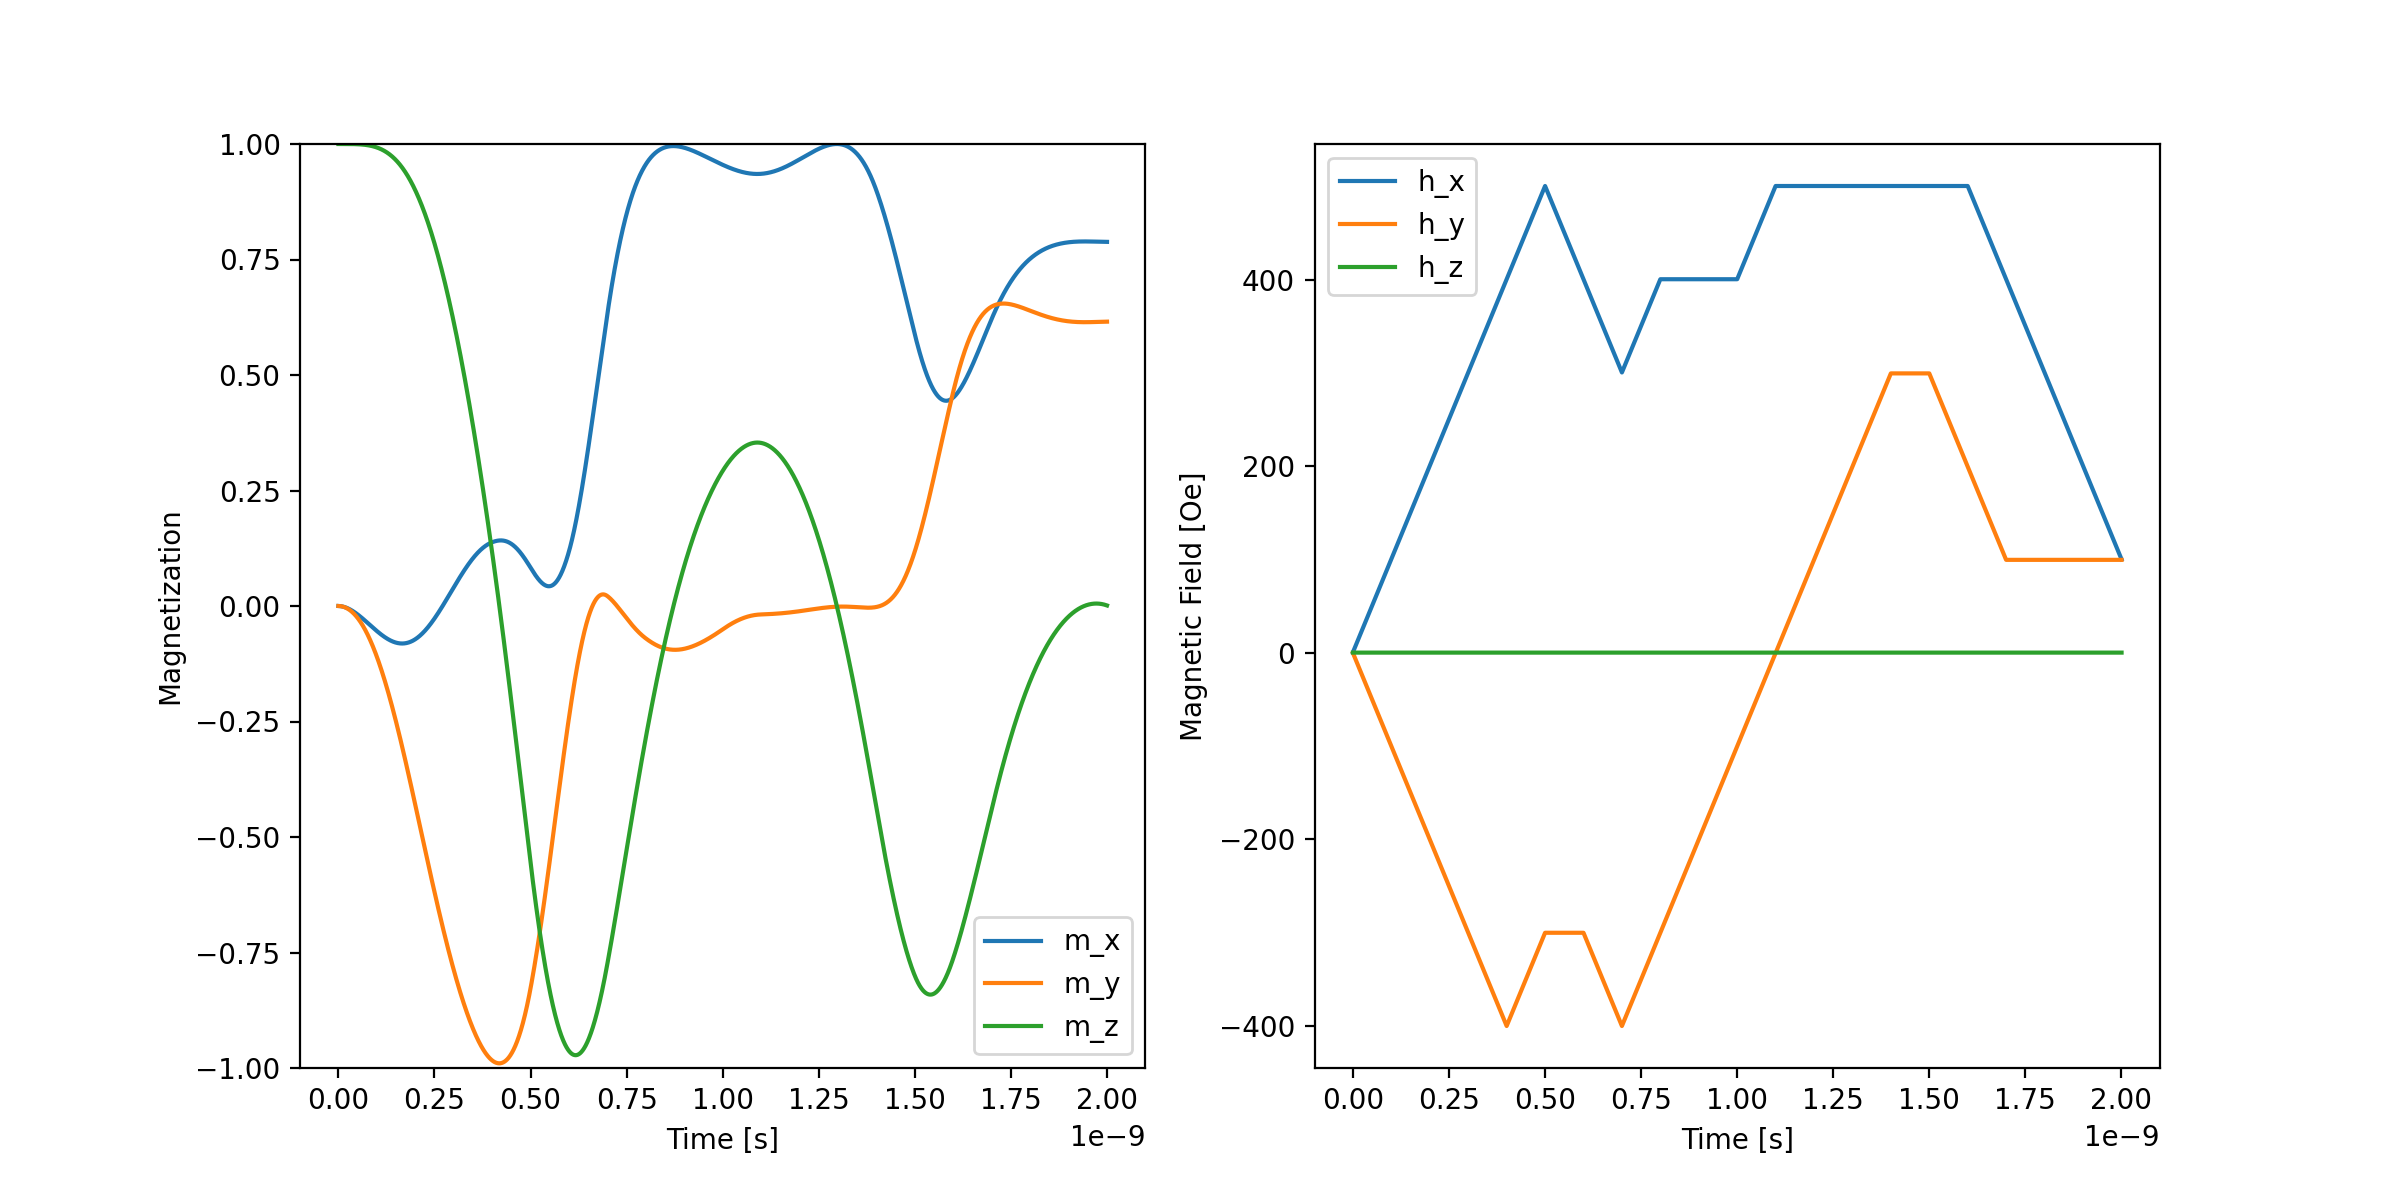 1.00
0.75
0.50
0.25
0.00
−0.25
−0.50
−0.75
−1.00
Magnetization
m_x
m_y
m_z
0.00 0.25 0.50 0.75 1.00 1.25 1.50 1.75 2.00
Time [s]
1e−9
400
200
0
−200
−400
Magnetic Field [Oe]
h_x
h_y
h_z
0.00 0.25 0.50 0.75 1.00 1.25 1.50 1.75 2.00
Time [s]
1e−9